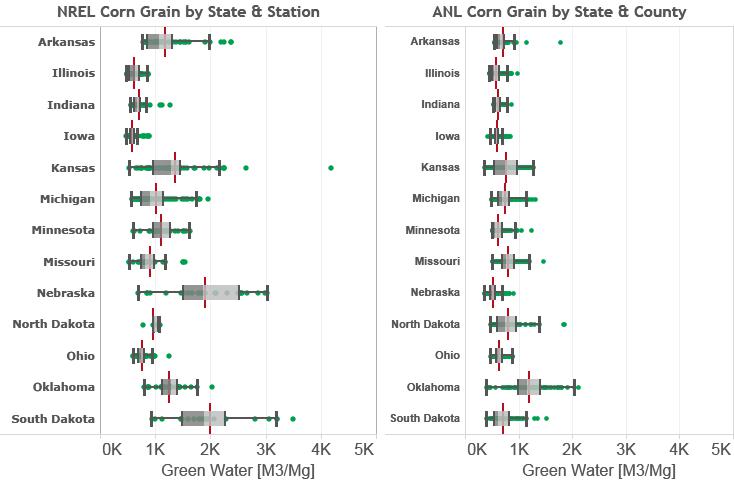 NREL Corn Grain by State & Station
Arkansas
Illinois
Indiana
Iowa
Kansas
Michigan
Minnesota
Missouri
Nebraska
North Dakota
Ohio
Oklahoma
South Dakota
0K 1K 2K 3K 4K 5K
Green Water [M3/Mg]
ANL Corn Grain by State & County
Arkansas
Illinois
Indiana
Iowa
Kansas
Michigan
Minnesota
Missouri
Nebraska
North Dakota
Ohio
Oklahoma
South Dakota
0K 1K 2K 3K 4K 5K
Green Water [M3/Mg]